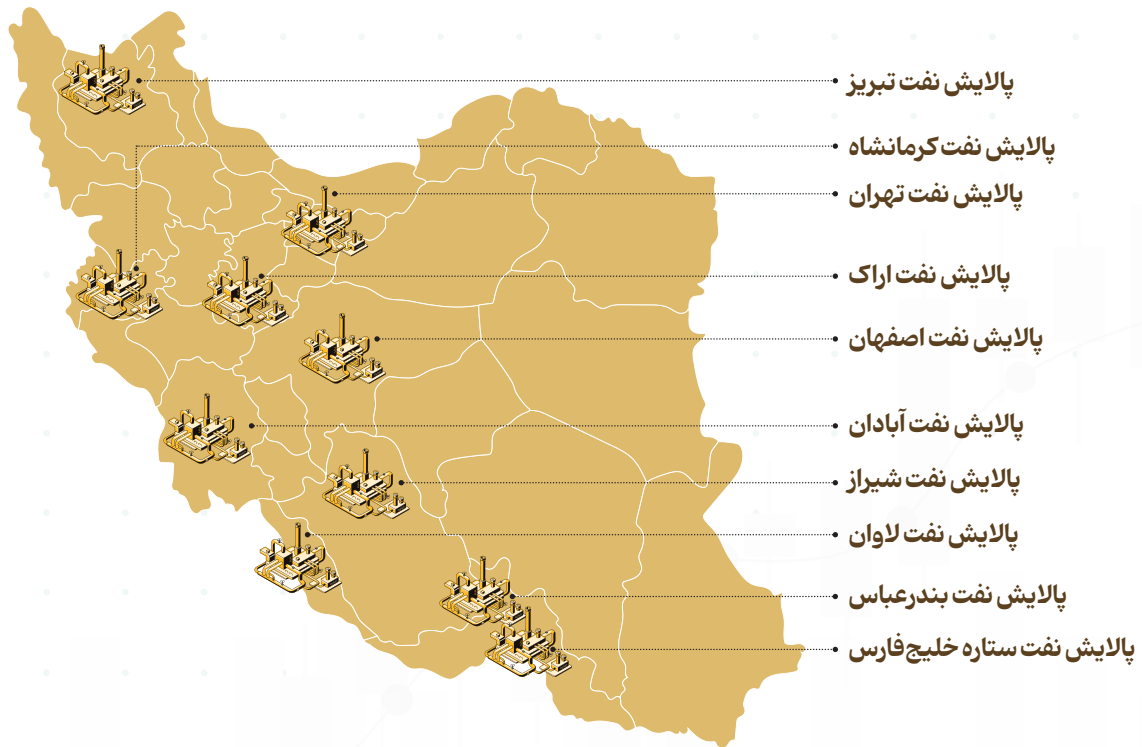 پالایش نفت تبریز
پالایش نفت کرمانشاه
پالایش نفت تهران
پالایش نفت اراک
پالایش نفت اصفهان
پالایش نفت آبادان
پالایش نفت شیراز
پالایش نفت لاوان
پالایش نفت بندرعباس
پالایش نفت ستاره خلیج‌فارس